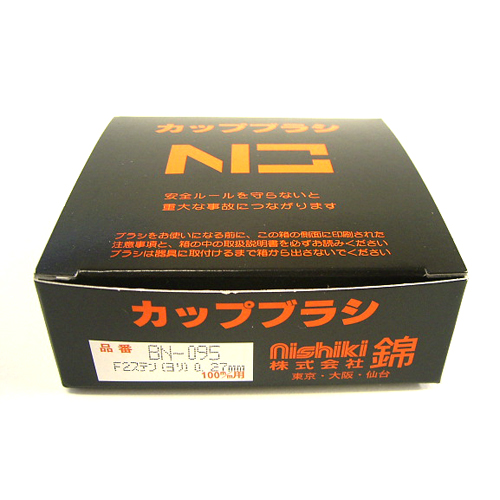 カップブラシ
安全ルールを守らないと
重大な事故につながります
ブラシをお使いになる前に、この箱の側面に印刷された
注意事項と、箱の中の取扱説明書を必ずお読みください
ブラシは器具に取付けるまで箱から出さないでください
カップブラシ
品番 BN-095
F2ステン(ヨリ)0.27mm
100㎜用
nishiki
株式会社 錦
東京・大阪・仙台